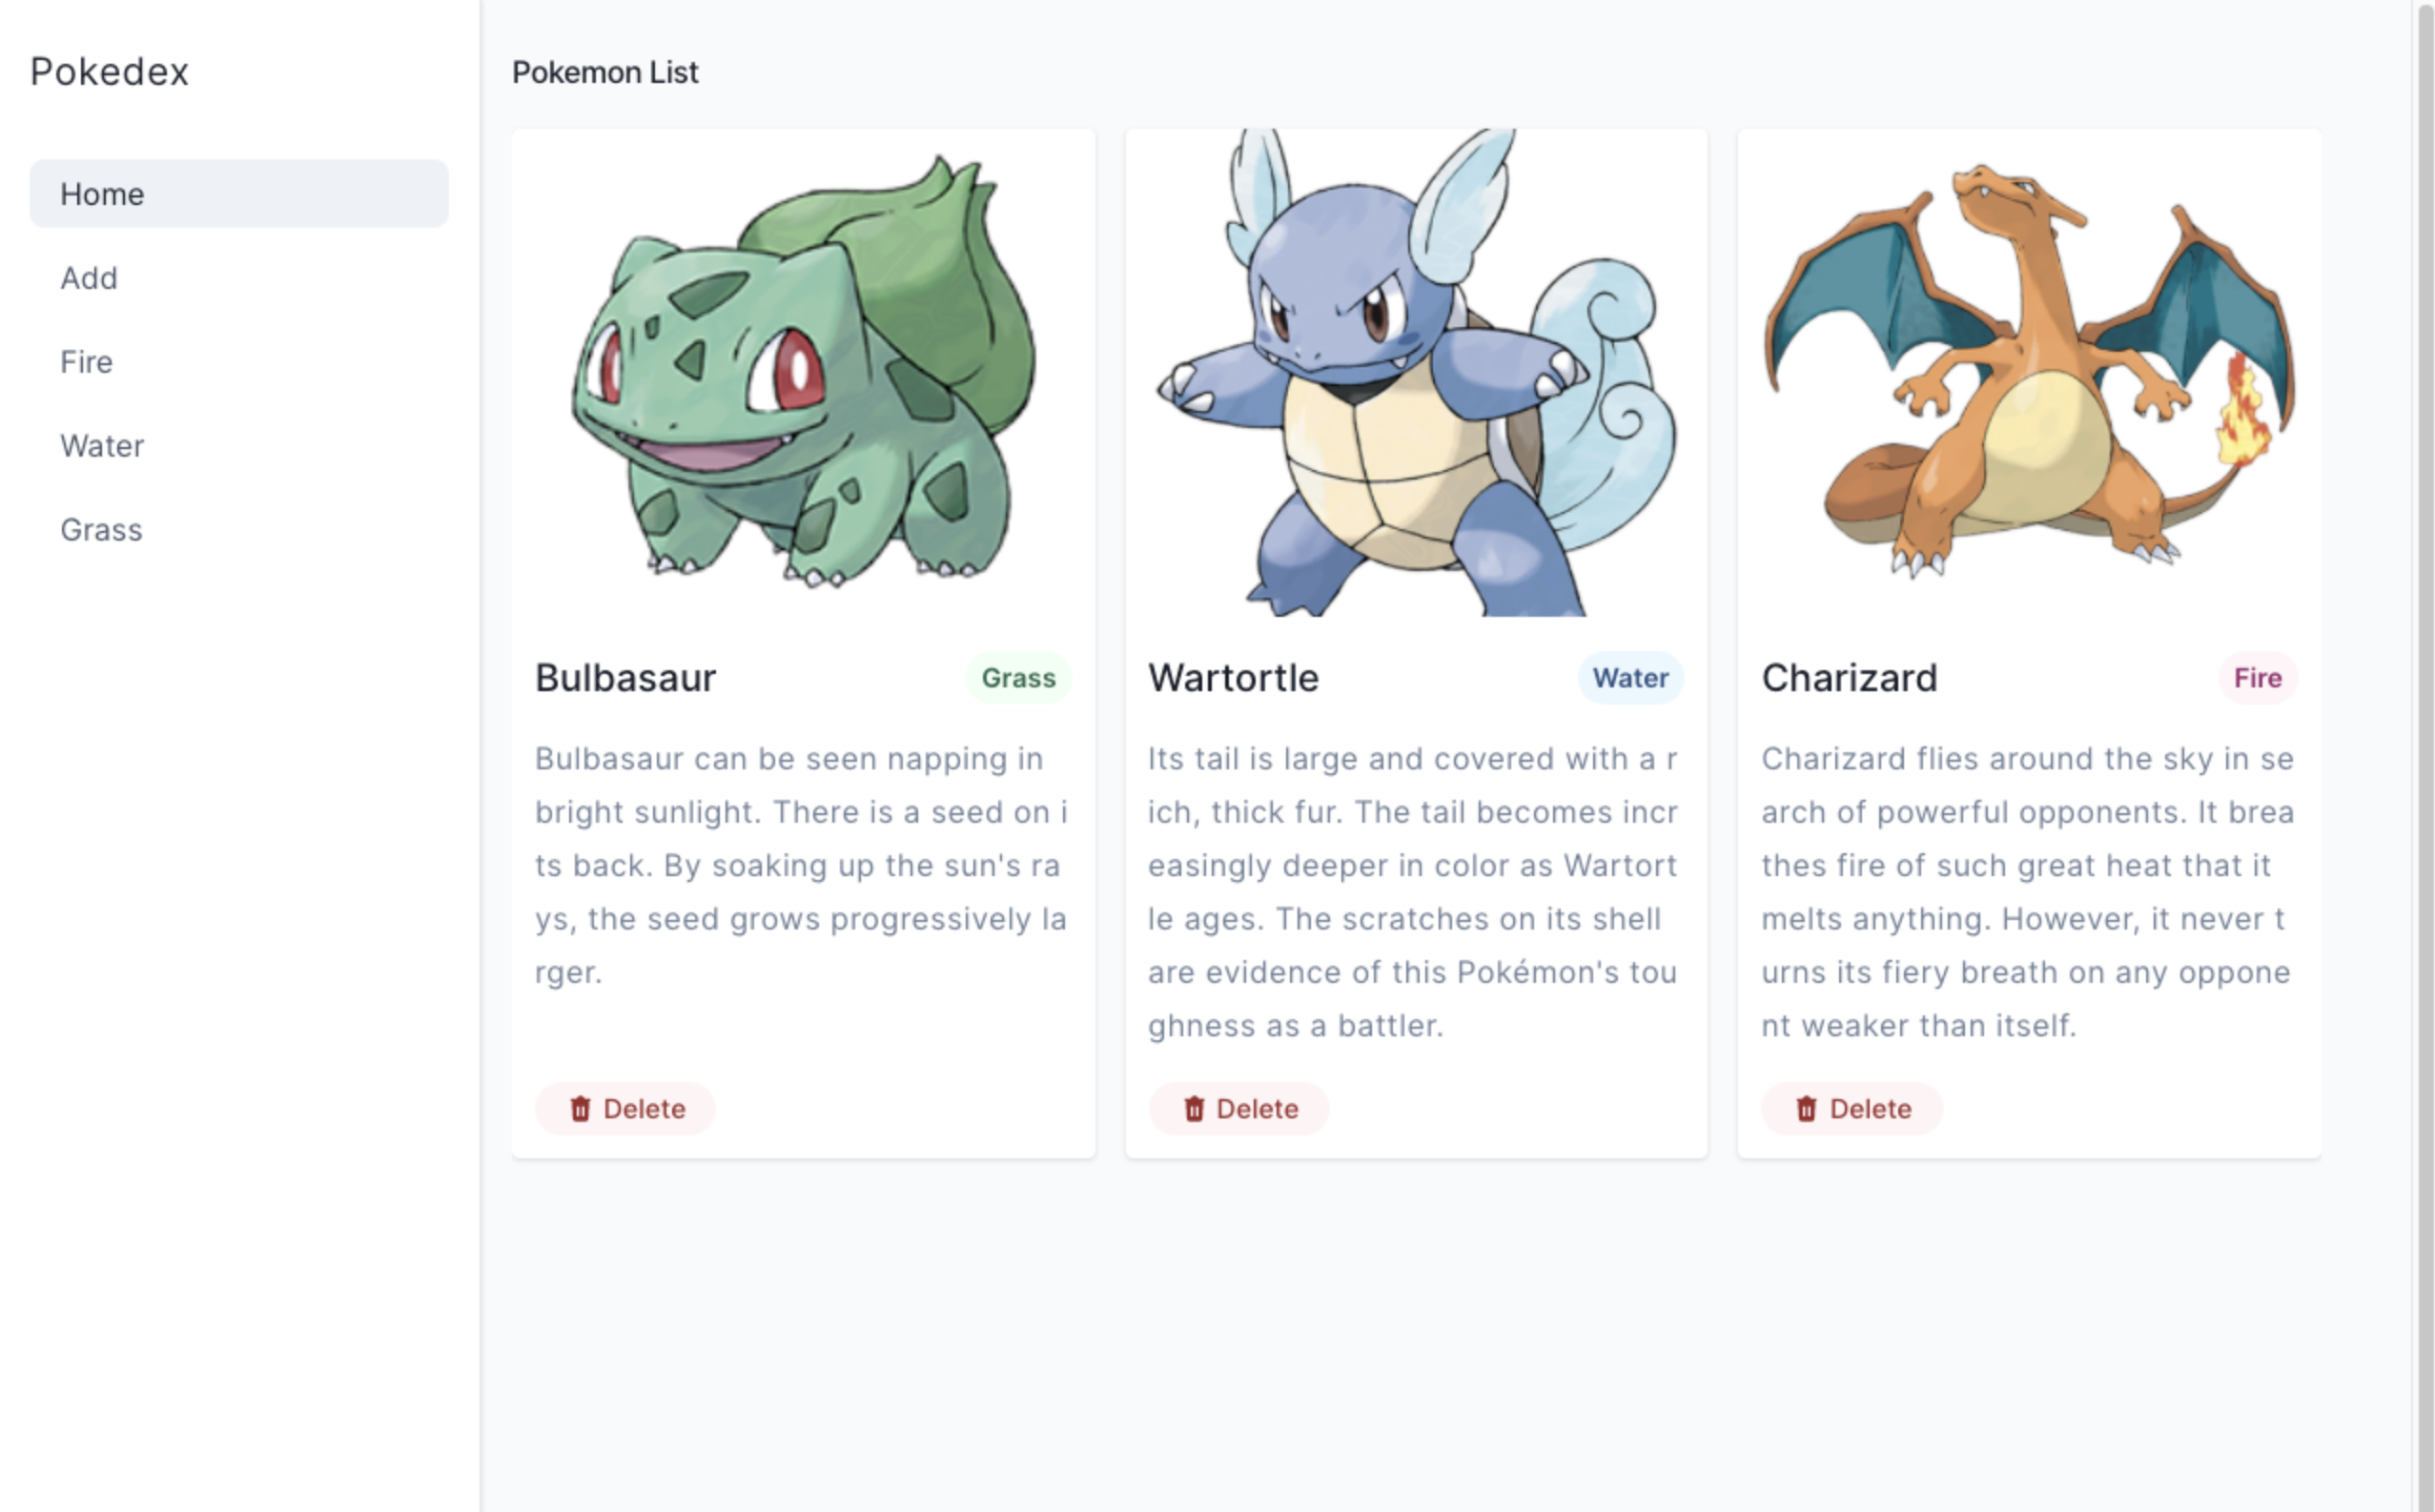 Pokedex
Home
Add
Fire
Water
Grass
Pokemon List
Bulbasaur
Grass
Bulbasaur can be seen napping in
bright sunlight. There is a seed on i
ts back. By soaking up the sun's ra
ys, the seed grows progressively la
rger.
Delete
Wartortle
Water
Its tail is large and covered with a r
ich, thick fur. The tail becomes incr
easingly deeper in color as Wartort
le ages. The scratches on its shell
are evidence of this Pokémon's tou
ghness as a battler.
Delete
Charizard
Fire
Charizard flies around the sky in se
arch of powerful opponents. It brea
thes fire of such great heat that it
melts anything. However, it never t
urns its fiery breath on any oppone
nt weaker than itself.
Delete